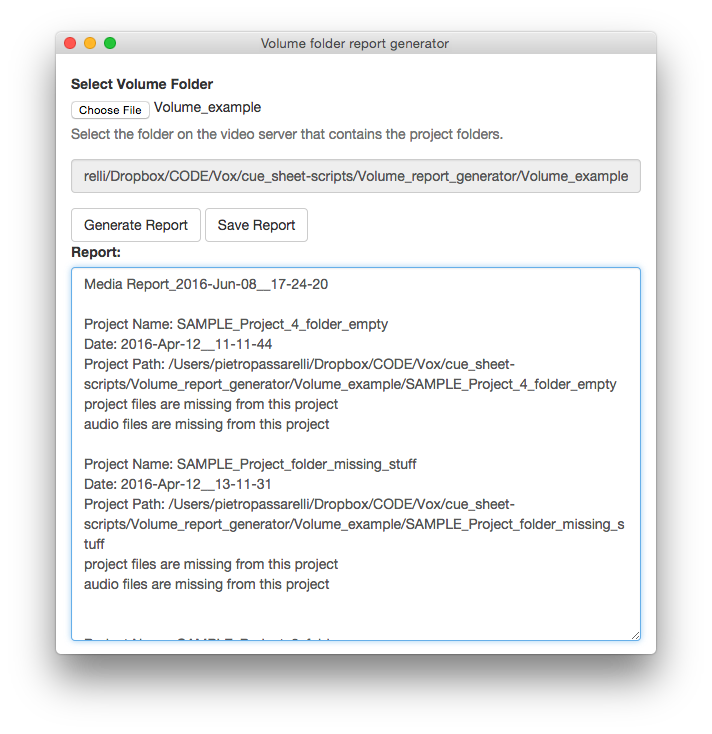 Volume folder report generator
Select Volume Folder
Choose File Volume_example
Select the folder on the video server that contains the project folders.
relli/Dropbox/CODE/Vox/cue_sheet-scripts/Volume_report_generator/Volume_example
Generate Report Save Report
Report:
Media Report_2016-Jun-08__17-24-20
Project Name: SAMPLE_Project_4_folder_empty
Date: 2016-Apr-12__11-11-44
Project Path: /Users/pietropassarelli/Dropbox/CODE/Vox/cue_sheet-
scripts/Volume_report_generator/Volume_example/SAMPLE_Project_4_folder_empty
project files are missing from this project
audio files are missing from this project
Project Name: SAMPLE_Project_folder_missing_stuff
Date: 2016-Apr-12__13-11-31
Project Path: /Users/pietropassarelli/Dropbox/CODE/Vox/cue_sheet-
scripts/Volume_report_generator/Volume_example/SAMPLE_Project_folder_missing_s
tuff
project files are missing from this project
audio files are missing from this project